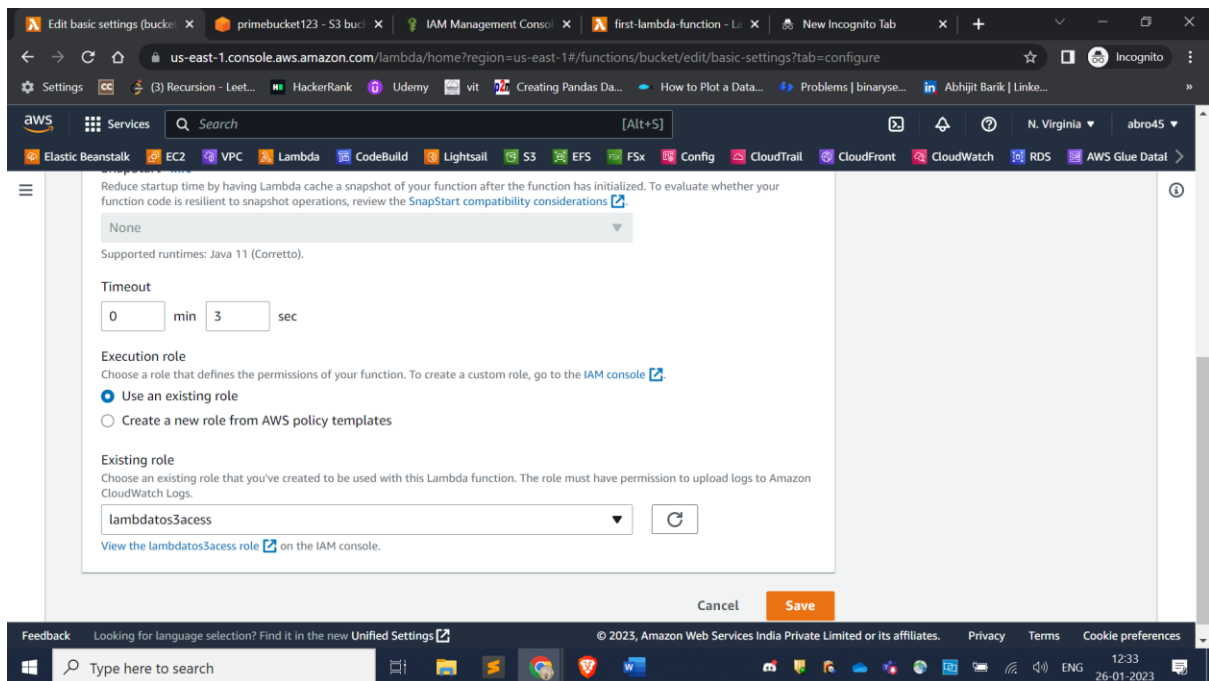 Edit basic settings (bucket
primebucket123 - S3 buc
IAM Management Consol
first-lambda-function - La
New Incognito Tab
us-east-1.console.aws.amazon.com/lambda/home?region=us-east-1#/functions/bucket/edit/basic-settings?tab=configure
Incognito
Settings
(3) Recursion - Leet...
HackerRank
Udemy
vit
Creating Pandas Da...
How to Plot a Data...
Problems | binaryse...
Abhijit Barik | Linke...
»
aws
Services
Search
[Alt+S]
N. Virginia
abro45
Elastic Beanstalk
EC2
VPC
Lambda
CodeBuild
Lightsail
S3
EFS
FSx
Config
CloudTrail
CloudFront
CloudWatch
RDS
AWS Glue DataB
Reduce startup time by having Lambda cache a snapshot of your function after the function has initialized. To evaluate whether your
function code is resilient to snapshot operations, review the SnapStart compatibility considerations.
None
Supported runtimes: Java 11 (Corretto).
Timeout
0 min 3 sec
Execution role
Choose a role that defines the permissions of your function. To create a custom role, go to the IAM console.
Use an existing role
Create a new role from AWS policy templates
Existing role
Choose an existing role that you've created to be used with this Lambda function. The role must have permission to upload logs to Amazon
CloudWatch Logs.
lambdatos3acess
View the lambdatos3acess role on the IAM console.
Cancel
Save
Feedback
Looking for language selection? Find it in the new Unified Settings
© 2023, Amazon Web Services India Private Limited or its affiliates.
Privacy
Terms
Cookie preferences
Type here to search
ENG
12:33
26-01-2023